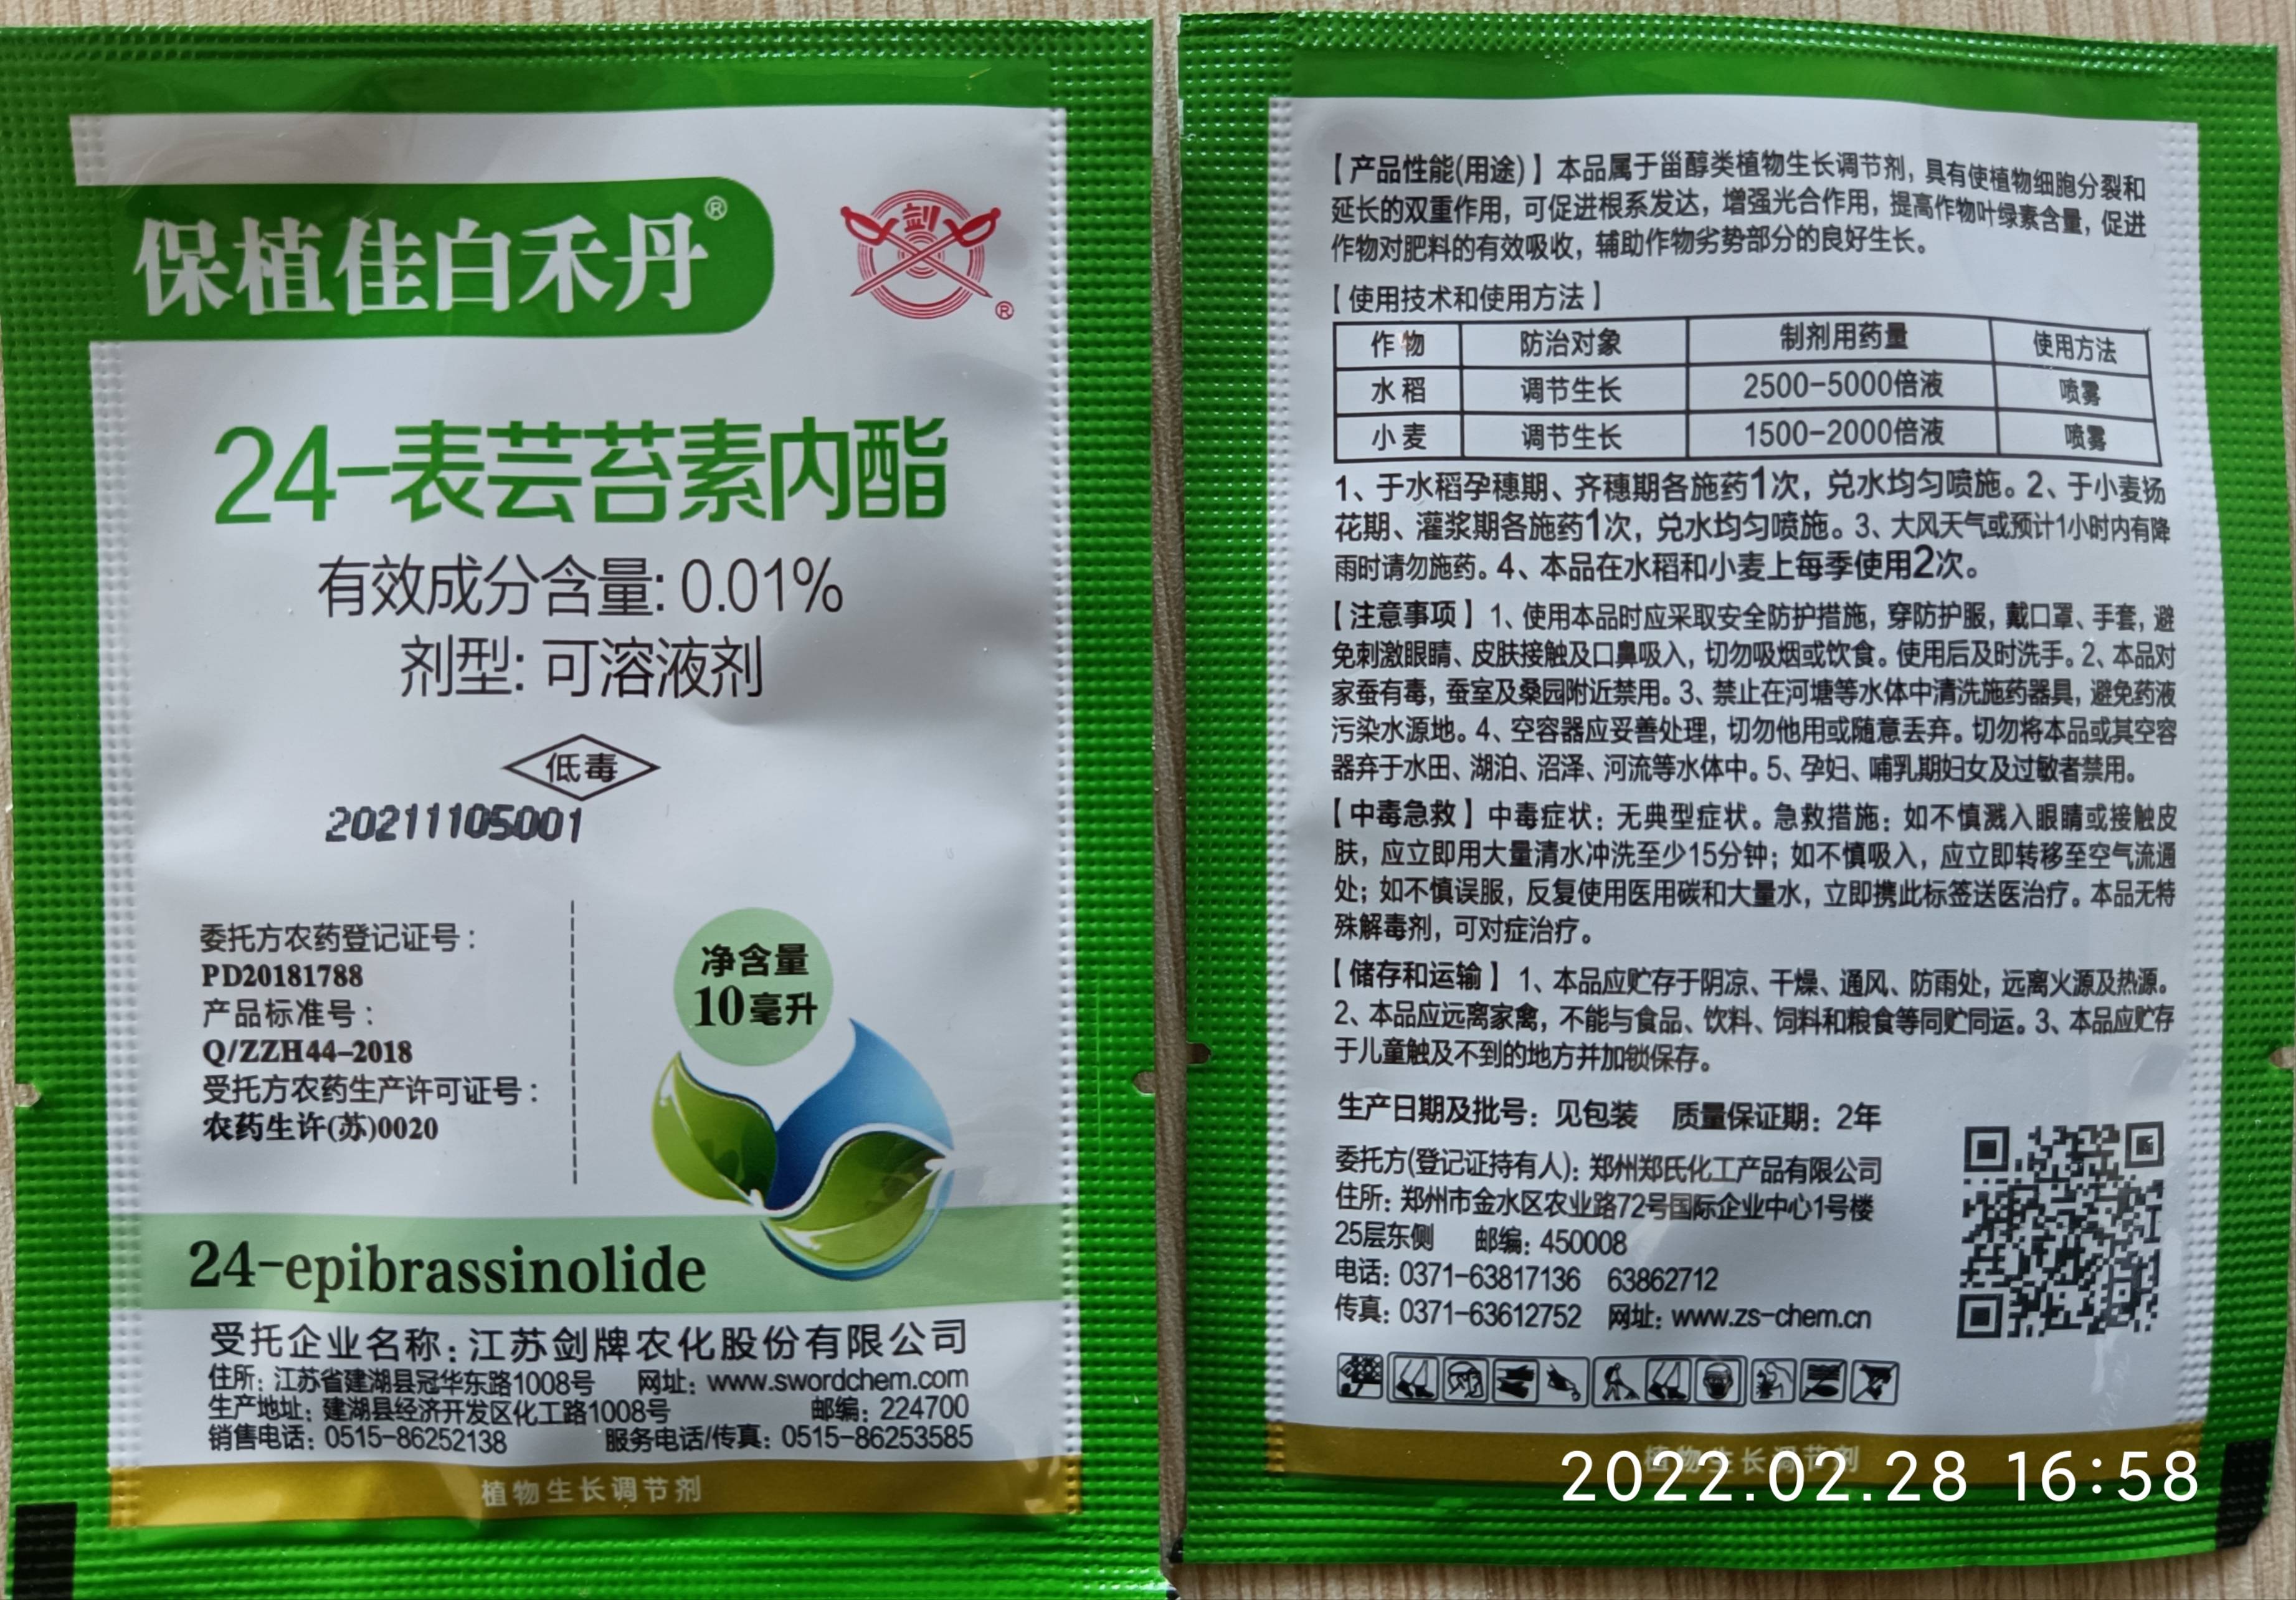 保植佳白禾丹®
剑
®
24-表芸苔素内酯
有效成分含量: 0.01%
剂型: 可溶液剂
低毒
20211105001
委托方农药登记证号:
PD20181788
产品标准号:
Q/ZZH44-2018
受托方农药生产许可证号:
农药生许(苏)0020
净含量
10毫升
24-epibrassinolide
受托企业名称: 江苏剑牌农化股份有限公司
住所: 江苏省建湖县冠华东路1008号 网址: www.swordchem.com
生产地址: 建湖县经济开发区化工路1008号 邮编: 224700
销售电话: 0515-86252138 服务电话/传真: 0515-86253585
植物生长调节剂
【产品性能(用途)】本品属于甾醇类植物生长调节剂, 具有使植物细胞分裂和
延长的双重作用, 可促进根系发达, 增强光合作用, 提高作物叶绿素含量, 促进
作物对肥料的有效吸收, 辅助作物劣势部分的良好生长。
【使用技术和使用方法】
作物 防治对象 制剂用药量 使用方法
水稻 调节生长 2500-5000倍液 喷雾
小麦 调节生长 1500-2000倍液 喷雾
1、于水稻孕穗期、齐穗期各施药1次, 兑水均匀喷施。2、于小麦扬
花期、灌浆期各施药1次, 兑水均匀喷施。3、大风天气或预计1小时内有降
雨时请勿施药。4、本品在水稻和小麦上每季使用2次。
【注意事项】1、使用本品时应采取安全防护措施, 穿防护服, 戴口罩、手套, 避
免刺激眼睛、皮肤接触及口鼻吸入, 切勿吸烟或饮食。使用后及时洗手。2、本品对
家蚕有毒, 蚕室及桑园附近禁用。3、禁止在河塘等水体中清洗施药器具, 避免药液
污染水源地。4、空容器应妥善处理, 切勿他用或随意丢弃。切勿将本品或其空容
器弃于水田、湖泊、沼泽、河流等水体中。5、孕妇、哺乳期妇女及过敏者禁用。
【中毒急救】中毒症状: 无典型症状。急救措施: 如不慎溅入眼睛或接触皮
肤, 应立即用大量清水冲洗至少15分钟; 如不慎吸入, 应立即转移至空气流通
处; 如不慎误服, 反复使用医用碳和大量水, 立即携此标签送医治疗。本品无特
殊解毒剂, 可对症治疗。
【储存和运输】1、本品应贮存于阴凉、干燥、通风、防雨处, 远离火源及热源。
2、本品应远离家禽, 不能与食品、饮料、饲料和粮食等同贮同运。3、本品应贮存
于儿童触及不到的地方并加锁保存。
生产日期及批号: 见包装 质量保证期: 2年
委托方(登记证持有人): 郑州郑氏化工产品有限公司
住所: 郑州市金水区农业路72号国际企业中心1号楼
25层东侧 邮编: 450008
电话: 0371-63817136 63862712
传真: 0371-63612752 网址: www.zs-chem.cn
植物生长调节剂
2022.02.28 16:58